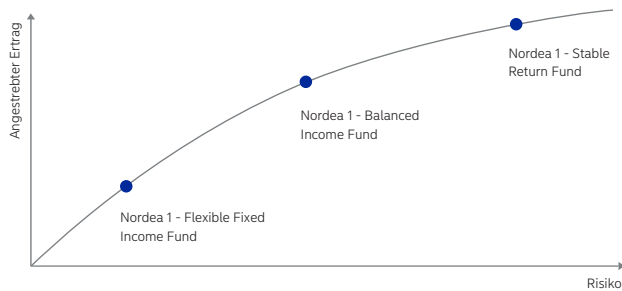 Angestrebter Ertrag
Nordea 1 - Stable
Return Fund
Nordea 1 - Balanced
Income Fund
Nordea 1 - Flexible Fixed
Income Fund
Risiko